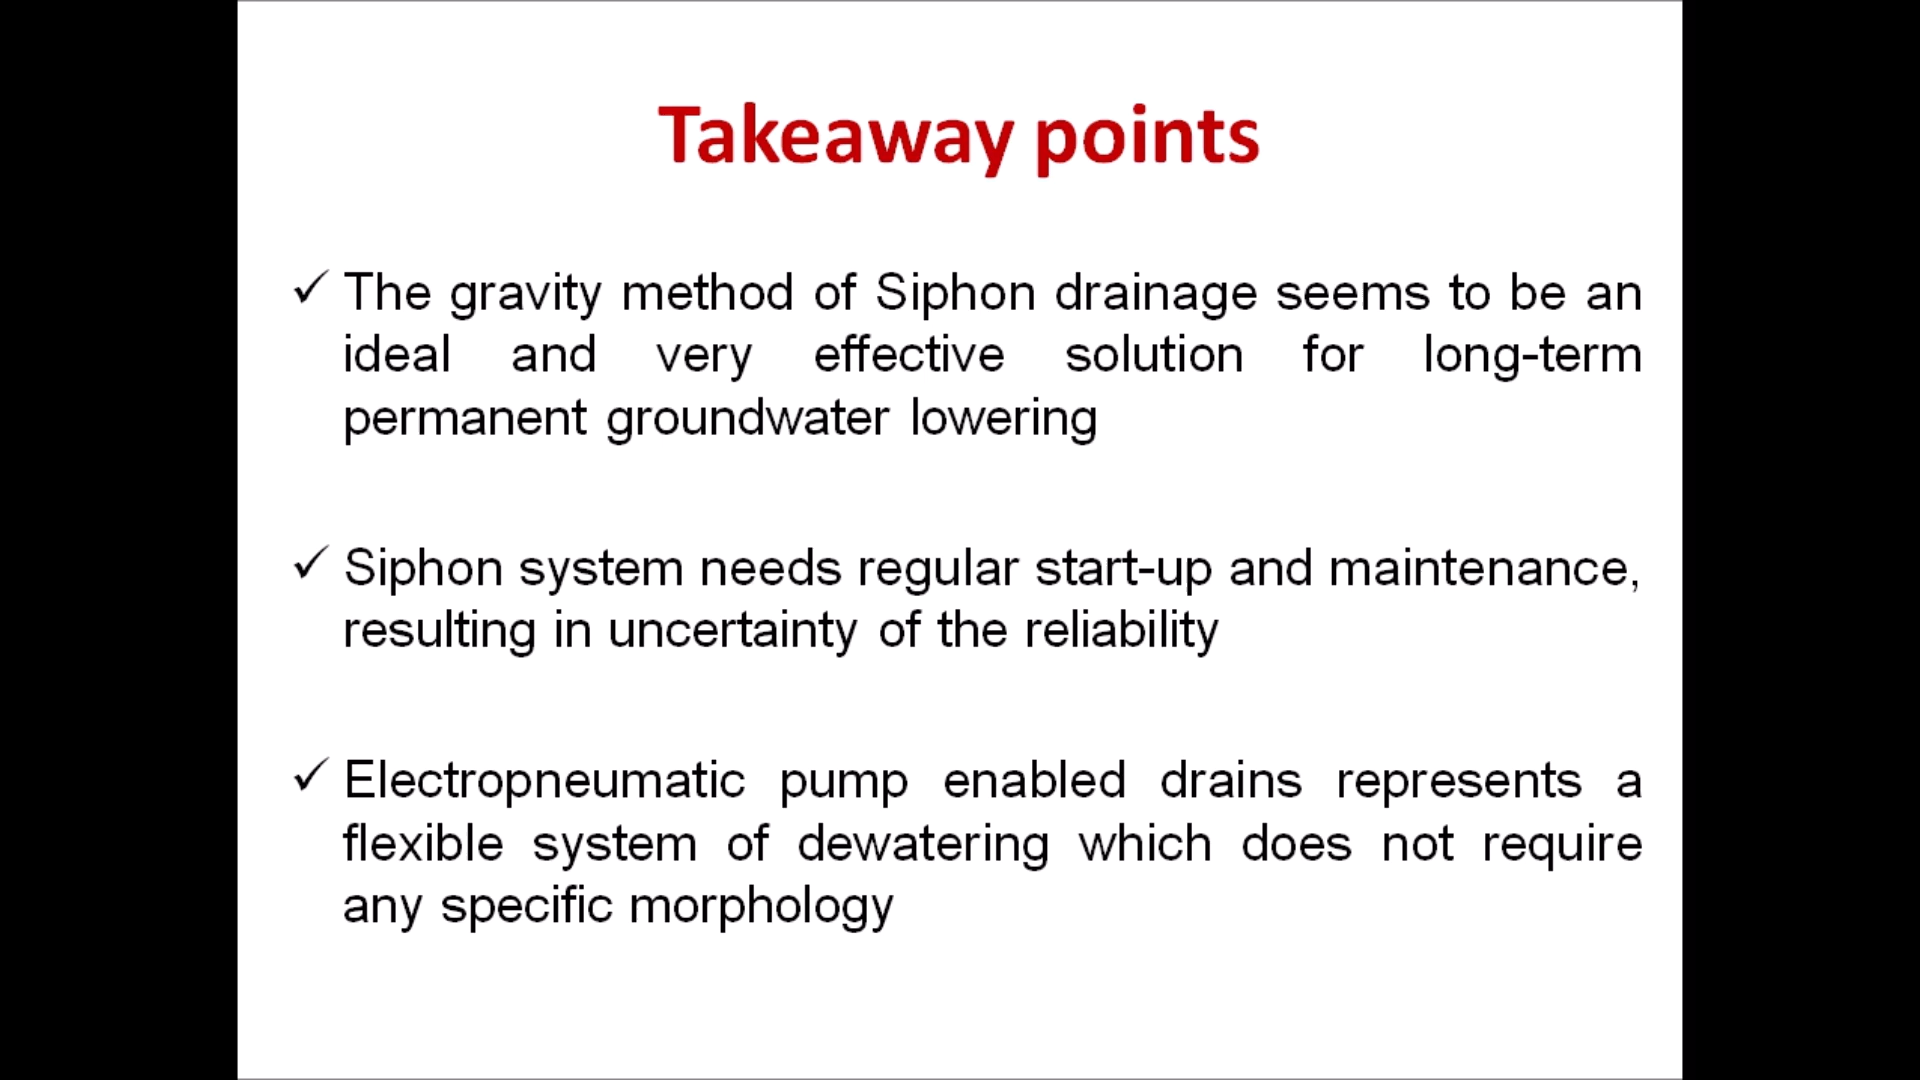 Takeaway points
✓ The gravity method of Siphon drainage seems to be an
ideal and very effective solution for long-term
permanent groundwater lowering
✓ Siphon system needs regular start-up and maintenance,
resulting in uncertainty of the reliability
✓ Electropneumatic pump enabled drains represents a
flexible system of dewatering which does not require
any specific morphology